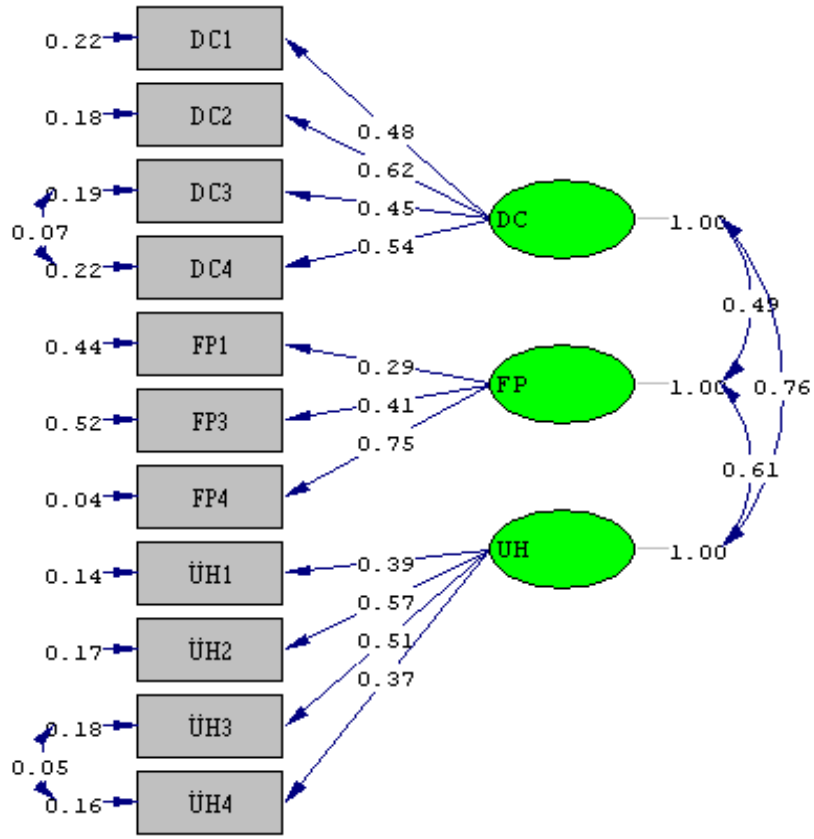 0.22 DC1
0.18 DC2
0.48
0.62
0.19 DC3
0.45
DC 1.00
0.07
0.54
0.22 DC4
0.49
0.44 FP1
0.29
FP 1.00 0.76
0.41
0.52 FP3
0.75
0.61
0.04 FP4
UH 1.00
0.39
0.14 ÜH1
0.57
0.51
0.17 ÜH2
0.37
0.18 ÜH3
0.05
0.16 ÜH4